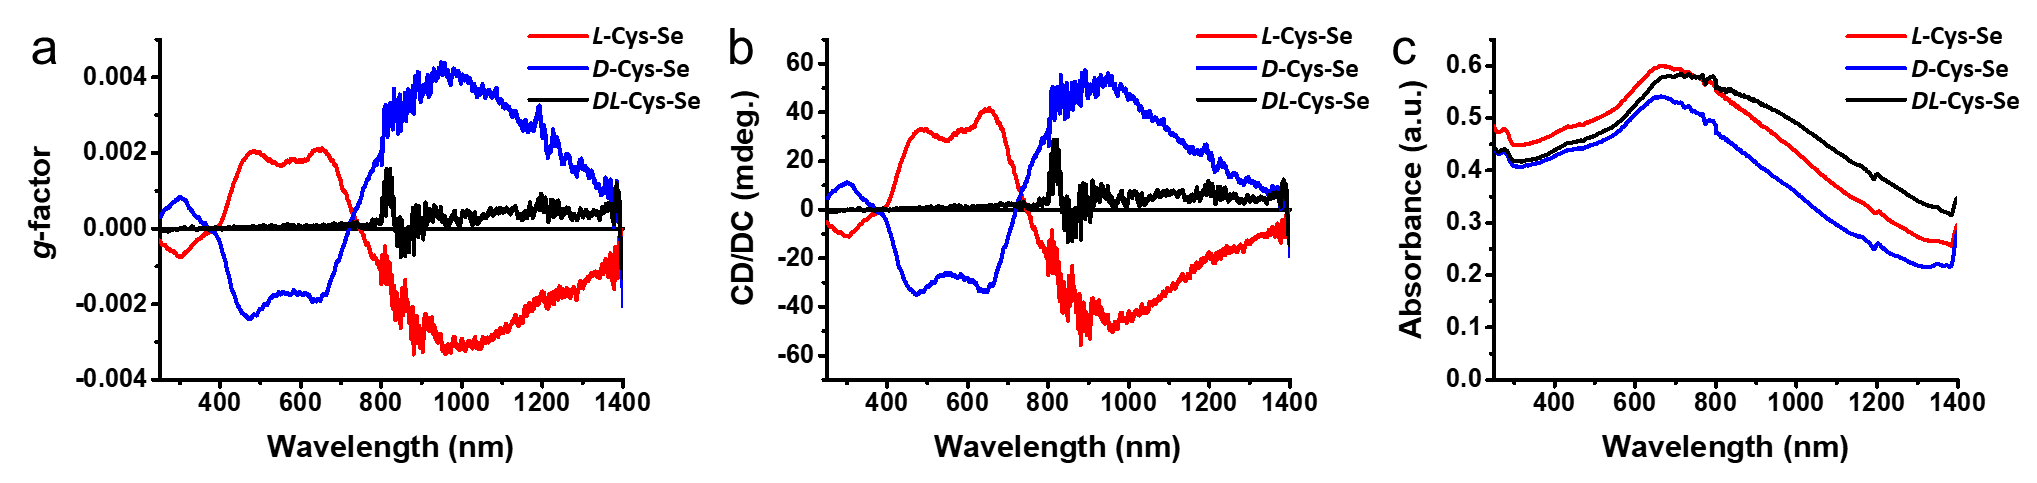 a
L-Cys-Se
D-Cys-Se
DL-Cys-Se
0.004
0.002
0.000
-0.002
-0.004
g-factor
400 600 800 1000 1200 1400
Wavelength (nm)
b
L-Cys-Se
D-Cys-Se
DL-Cys-Se
60
40
20
0
-20
-40
-60
CD/DC (mdeg.)
400 600 800 1000 1200 1400
Wavelength (nm)
c
L-Cys-Se
D-Cys-Se
DL-Cys-Se
0.6
0.5
0.4
0.3
0.2
0.1
0.0
Absorbance (a.u.)
400 600 800 1000 1200 1400
Wavelength (nm)